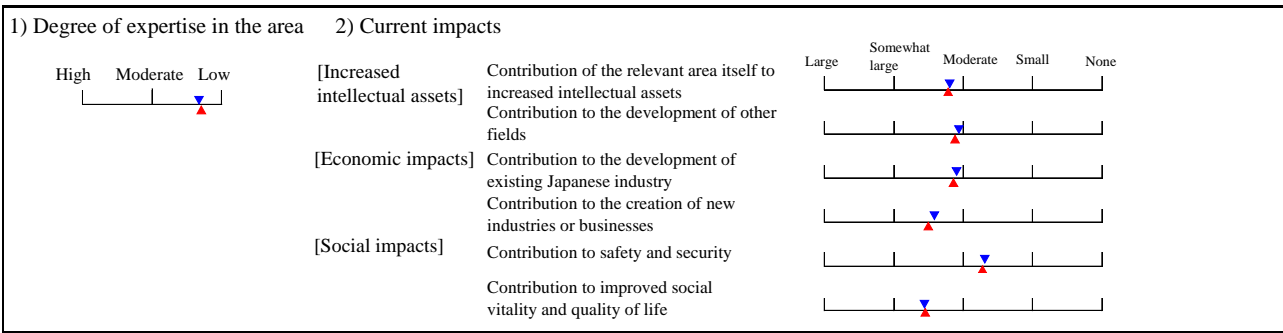 1) Degree of expertise in the area 2) Current impacts
High Moderate Low
[Increased
intellectual assets]
Contribution of the relevant area itself to
increased intellectual assets
Large Somewhat
large Moderate Small None
Contribution to the development of other
fields
[Economic impacts]
Contribution to the development of
existing Japanese industry
Contribution to the creation of new
industries or businesses
[Social impacts]
Contribution to safety and security
Contribution to improved social
vitality and quality of life